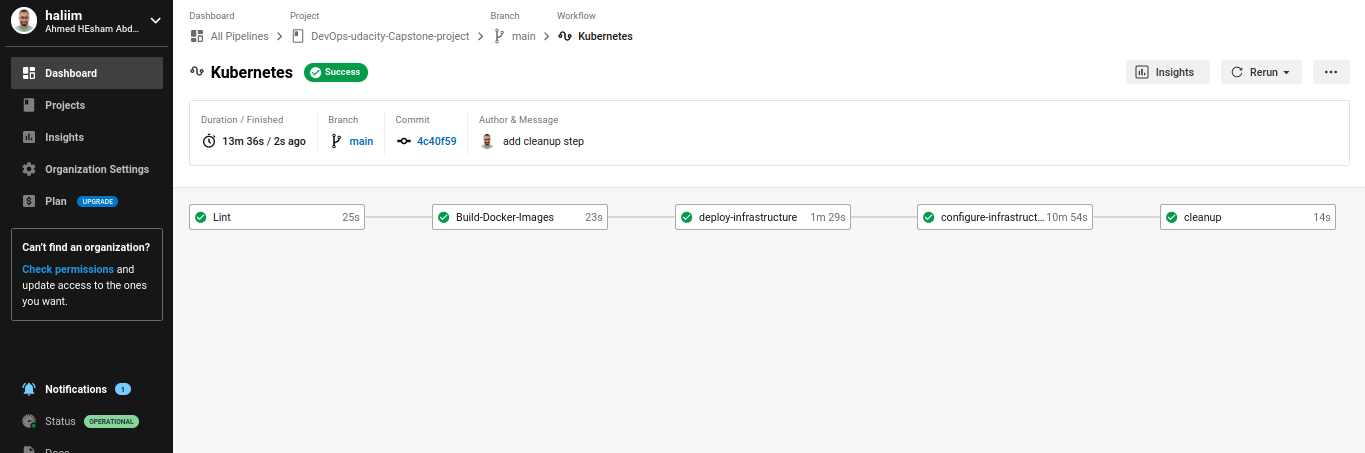 haliim
Ahmed HEsham Abd...
Dashboard
Projects
Insights
Organization Settings
Plan UPGRADE
Can't find an organization?
Check permissions and
update access to the ones
you want.
Notifications 1
Status OPERATIONAL
Docs
Dashboard Project Branch Workflow
All Pipelines DevOps-udacity-Capstone-project main Kubernetes
Kubernetes Success Insights Rerun
Duration / Finished Branch Commit Author & Message
13m 36s / 2s ago main 4c40f59 add cleanup step
Lint 25s Build-Docker-Images 23s deploy-infrastructure 1m 29s configure-infrastruct... 10m 54s cleanup 14s